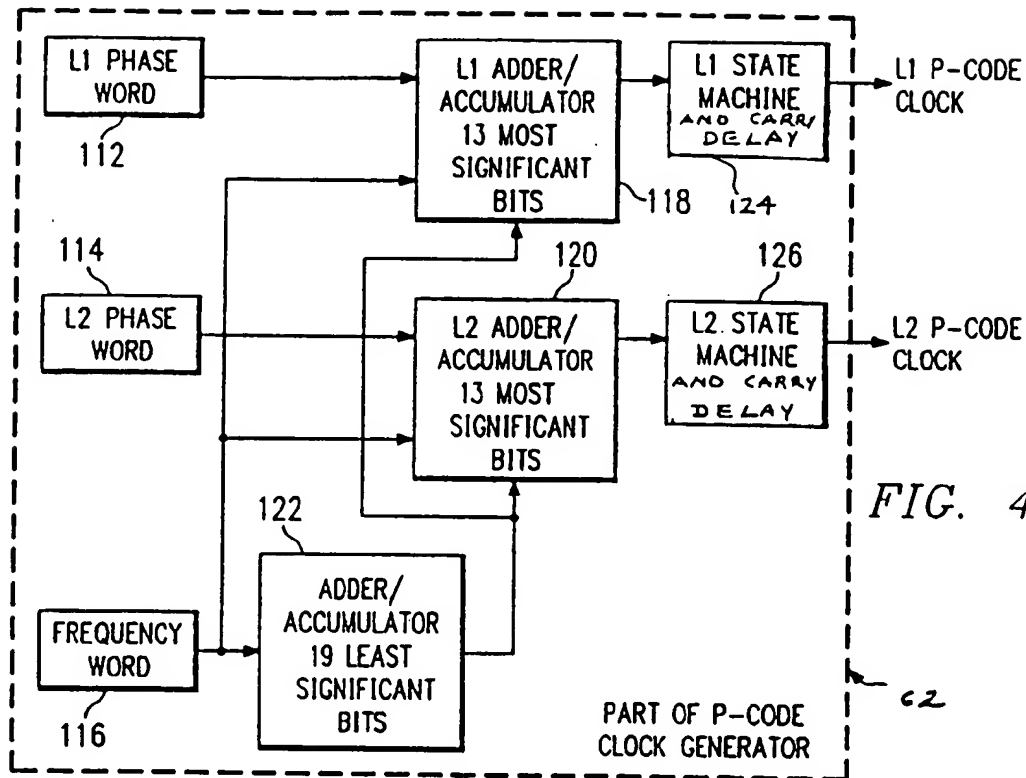 L1 PHASE
WORD
112
L1 ADDER/
ACCUMULATOR
13 MOST
SIGNIFICANT
BITS
118
L1 STATE
MACHINE
AND CARRY
DELAY
124
L1 P-CODE
CLOCK
114
L2 PHASE
WORD
120
L2 ADDER/
ACCUMULATOR
13 MOST
SIGNIFICANT
BITS
126
L2. STATE
MACHINE
AND CARRY
DELAY
L2 P-CODE
CLOCK
FIG. 4
122
ADDER/
ACCUMULATOR
19 LEAST
SIGNIFICANT
BITS
FREQUENCY
WORD
116
PART OF P-CODE
CLOCK GENERATOR
62